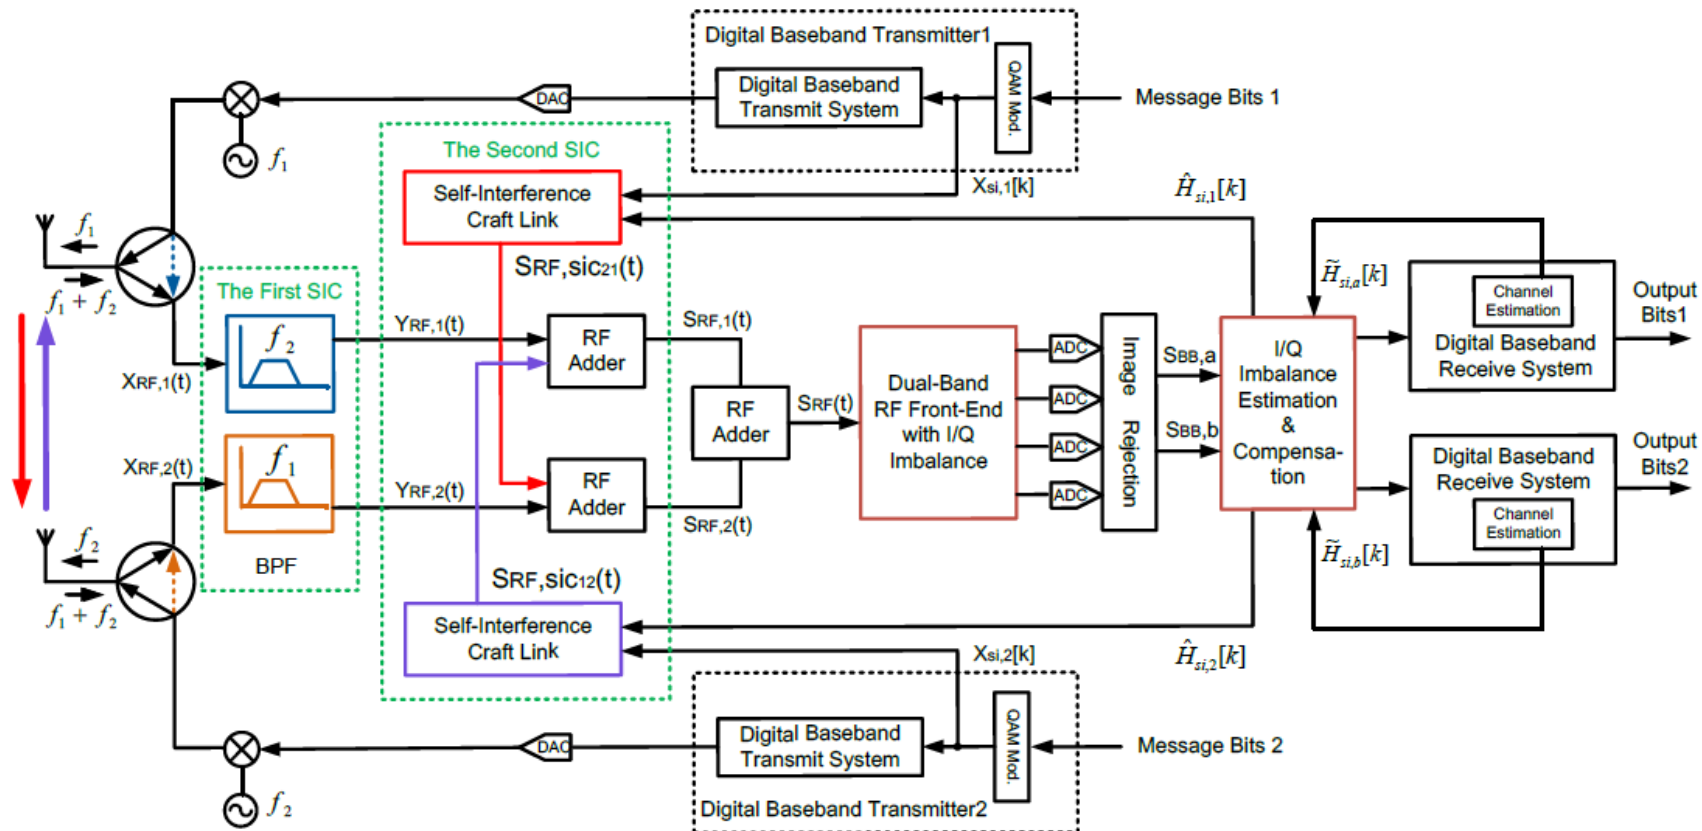 Digital Baseband Transmitter1
Digital Baseband
Transmit System
QAM Mod.
Message Bits 1
DAC
f₁
The Second SIC
Self-Interference
Craft Link
Xsi,1[k]
Ĥsi,1[k]
f₁
f₁ + f₂
SRF,sic21(t)
The First SIC
f₂
XRF,1(t)
YRF,1(t)
RF
Adder
SRF,1(t)
H̃si,a[k]
Channel
Estimation
Digital Baseband
Receive System
Output
Bits1
Dual-Band
RF Front-End
with I/Q
Imbalance
ADC
ADC
ADC
ADC
Image Rejection
SBB,a
SBB,b
I/Q
Imbalance
Estimation
&
Compensa-
tion
RF
Adder
SRF(t)
XRF,2(t)
f₁
YRF,2(t)
RF
Adder
SRF,2(t)
BPF
Digital Baseband
Receive System
Channel
Estimation
Output
Bits2
H̃si,b[k]
f₂
f₁ + f₂
SRF,sic12(t)
Self-Interference
Craft Link
Xsi,2[k]
Ĥsi,2[k]
f₂
DAC
Digital Baseband
Transmit System
QAM Mod.
Message Bits 2
Digital Baseband Transmitter2